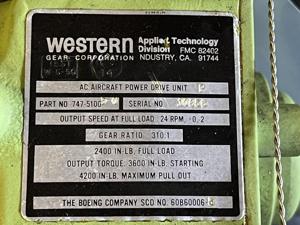 Western Applied Technology
Division FMC 82402
GEAR CORPORATION NDUSTRY, CA. 91744
AC AIRCRAFT POWER DRIVE UNIT
PART NO 747-5100 SERIAL NO
OUTPUT SPEED AT FULL LOAD: 24 RPM
GEAR RATIO: 310:1
2400 IN-LB, FULL LOAD
OUTPUT TORQUE: 3600 IN-LB, STARTING
4200 IN-LB, MAXIMUM PULL OUT
THE BOEING COMPANY SCO NO. 60B60006